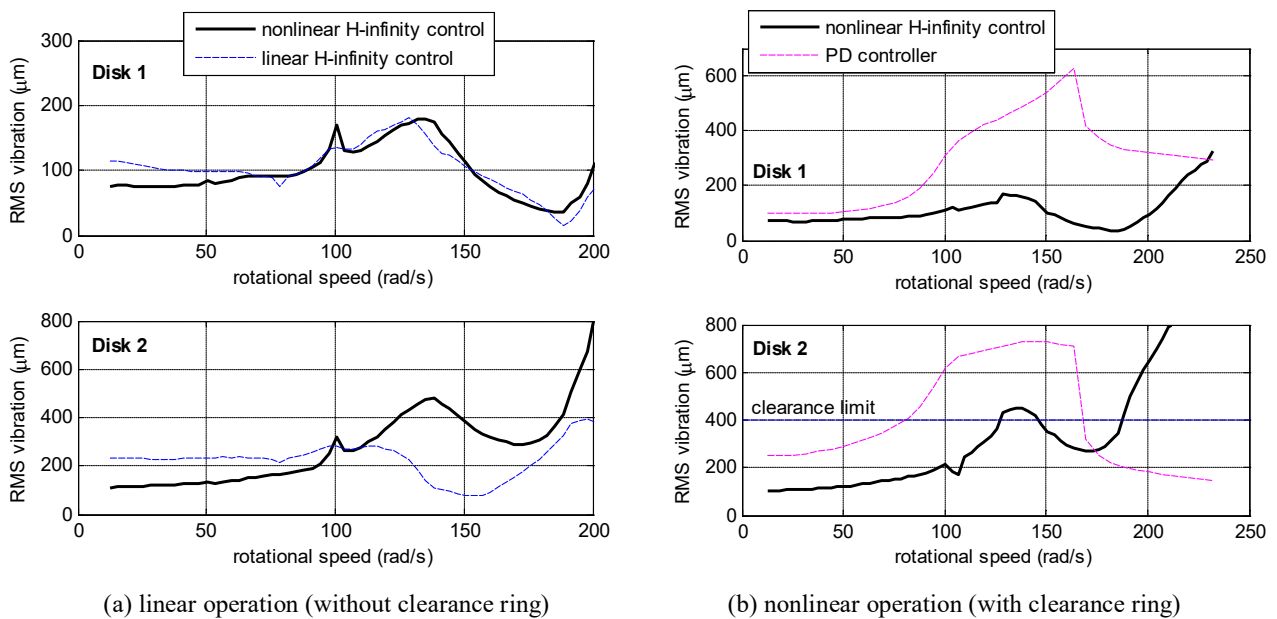 nonlinear H-infinity control
linear H-infinity control
300
200
100
0
RMS vibration (μm)
Disk 1
0 50 100 150 200
rotational speed (rad/s)
800
600
400
200
0
RMS vibration (μm)
Disk 2
0 50 100 150 200
rotational speed (rad/s)
(a) linear operation (without clearance ring)
nonlinear H-infinity control
PD controller
600
400
200
0
RMS vibration (μm)
Disk 1
0 50 100 150 200 250
rotational speed (rad/s)
800
600
400
200
0
RMS vibration (μm)
Disk 2
clearance limit
0 50 100 150 200 250
rotational speed (rad/s)
(b) nonlinear operation (with clearance ring)